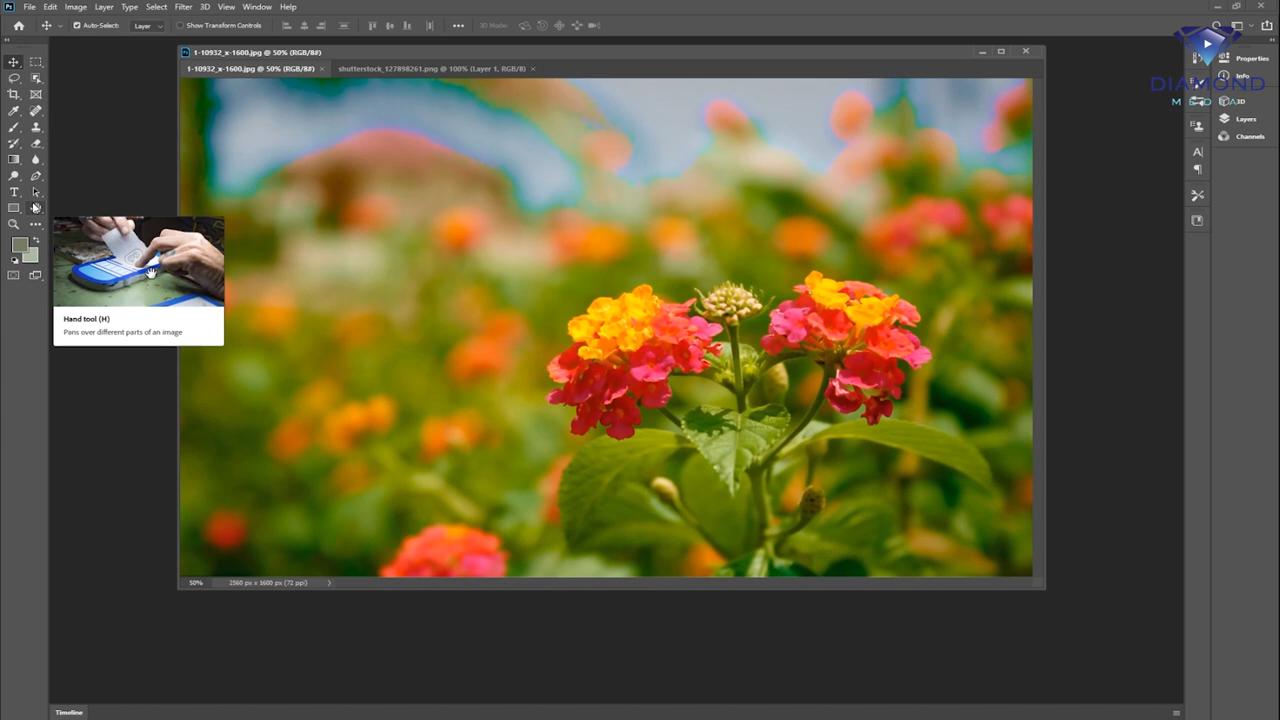 Ps File Edit Image Layer Type Select Filter 3D View Window Help
Auto-Select: Layer Show Transform Controls 3D Mode:
1-10932_x-1600.jpg @ 50% (RGB/8#)
1-10932_x-1600.jpg @ 50% (RGB/8#) × shutterstock_127898261.png @ 100% (Layer 1, RGB/8) ×
DIAMOND
MEDIA
Properties
Info
3D
Layers
Channels
Hand tool (H)
Pans over different parts of an image
50% 2560 px x 1600 px (72 ppi)
Timeline